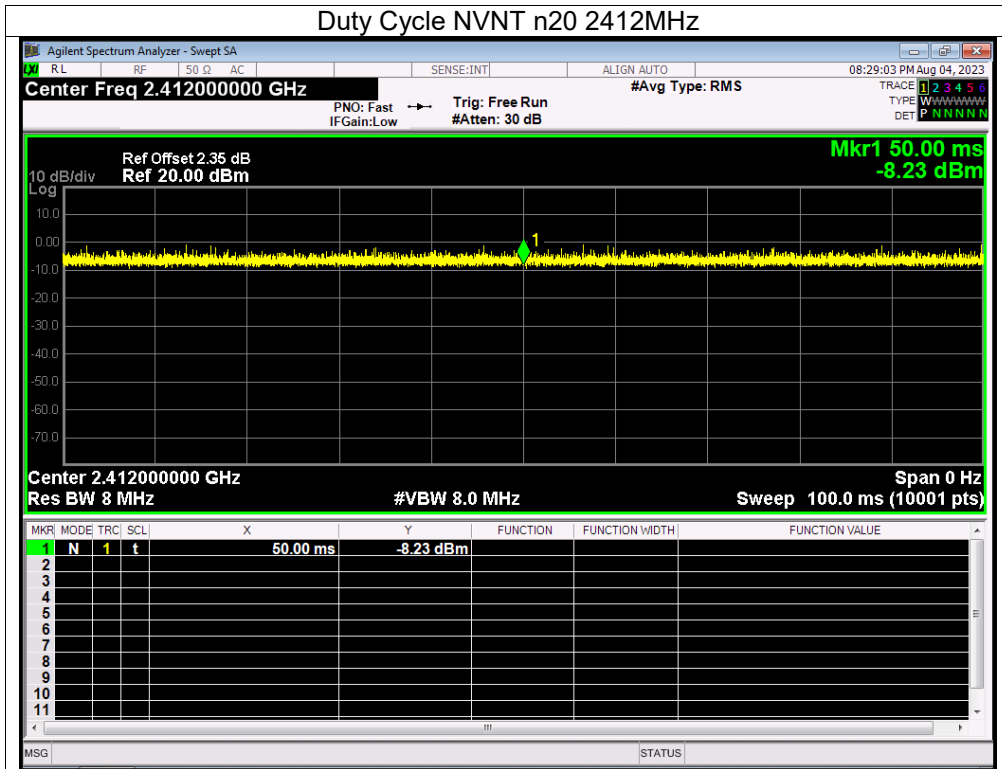 Duty Cycle NVNT n20 2412MHz
Agilent Spectrum Analyzer - Swept SA
LXI RL RF 50 Ω AC SENSE:INT ALIGN AUTO 08:29:03 PM Aug 04, 2023
Center Freq 2.412000000 GHz #Avg Type: RMS TRACE 1 2 3 4 5 6
PNO: Fast Trig: Free Run TYPE WWWWWW
IFGain:Low #Atten: 30 dB DET P N N N N N
Mkr1 50.00 ms
Ref Offset 2.35 dB
10 dB/div Ref 20.00 dBm -8.23 dBm
Log
10.0
0.00
1
-10.0
-20.0
-30.0
-40.0
-50.0
-60.0
-70.0
Center 2.412000000 GHz Span 0 Hz
Res BW 8 MHz #VBW 8.0 MHz Sweep 100.0 ms (10001 pts)
MKR MODE TRC SCL X Y FUNCTION FUNCTION WIDTH FUNCTION VALUE
1 N 1 t 50.00 ms -8.23 dBm
2
3
4
5
6
7
8
9
10
11
MSG STATUS